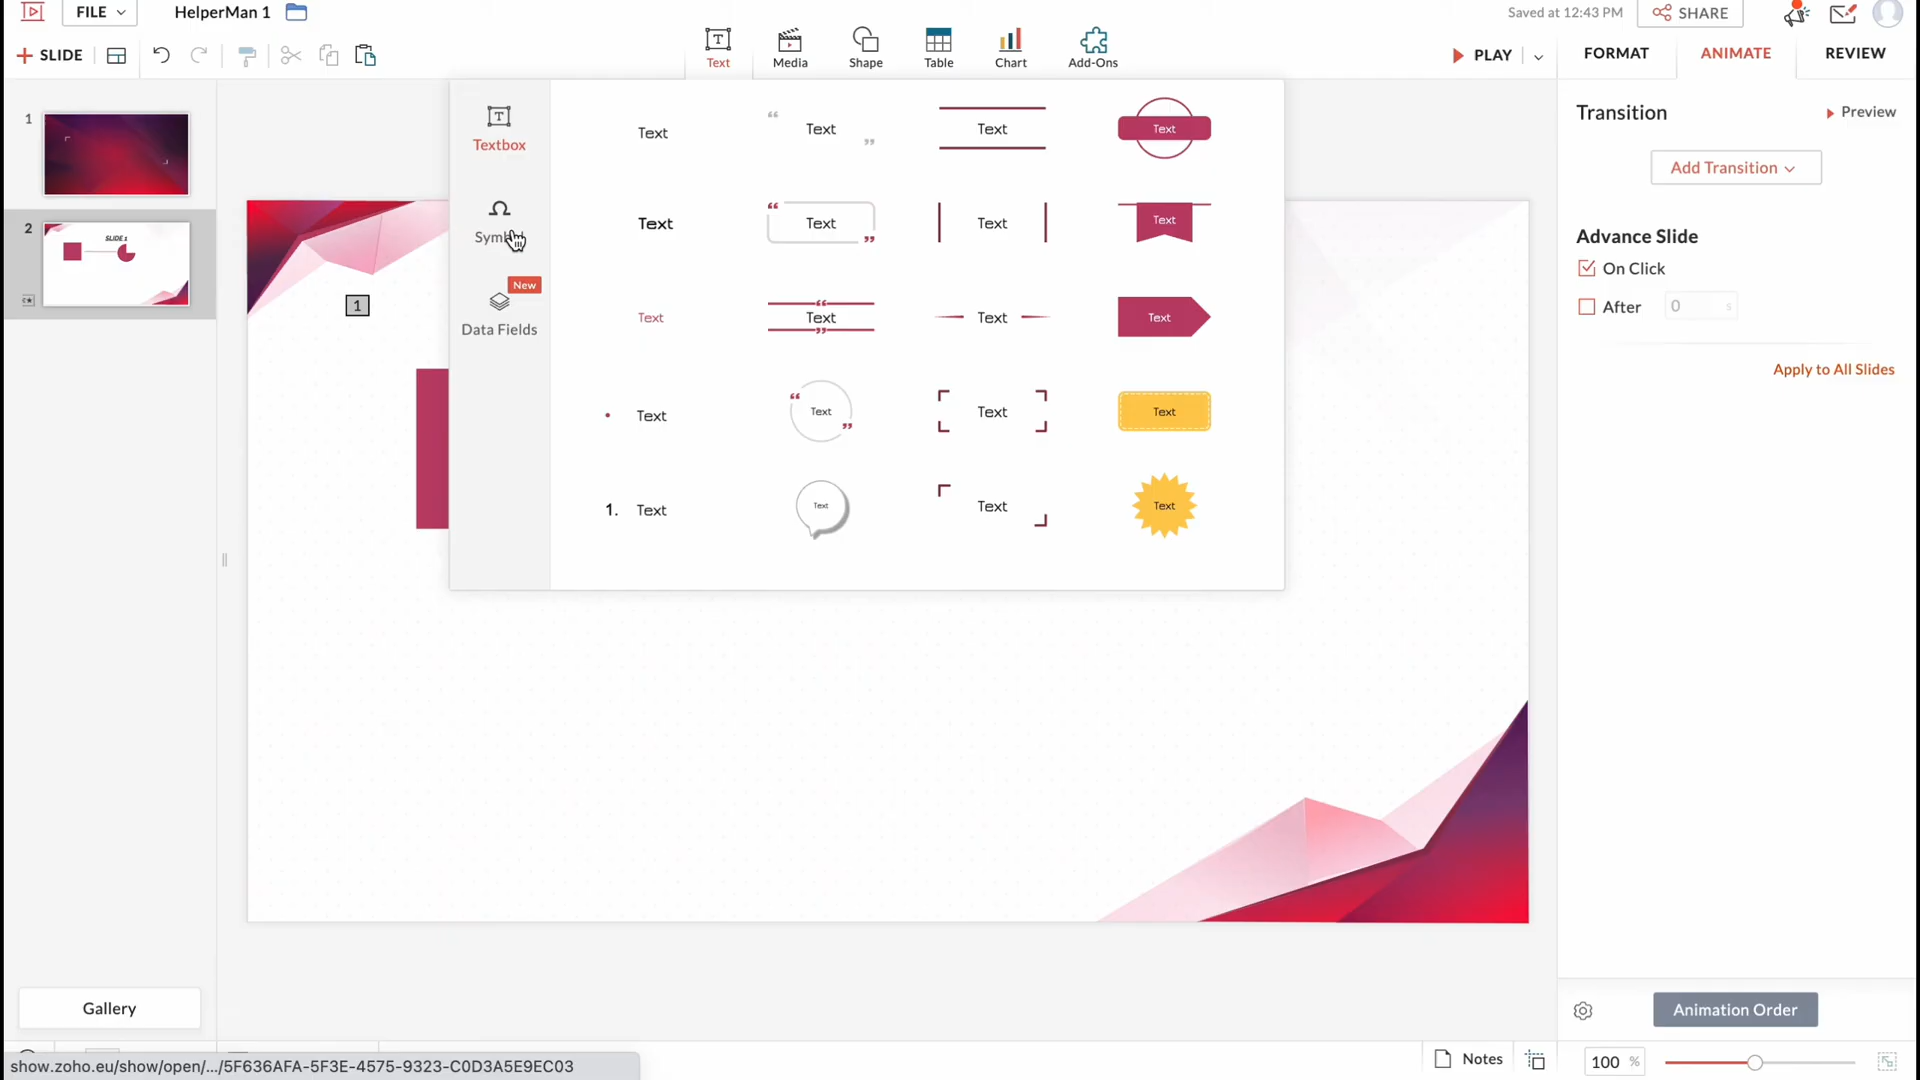 FILE
HelperMan 1
Saved at 12:43 PM
SHARE
+ SLIDE
Text
Media
Shape
Table
Chart
Add-Ons
PLAY
FORMAT
ANIMATE
REVIEW
1
2
SLIDE 1
1
Textbox
Symbol
New
Data Fields
Text
“ Text ”
Text
Text
Text
“ Text ”
Text
Text
Text
“ Text ”
Text
Text
• Text
“ Text ”
Text
Text
1. Text
Text
Text
Text
Transition
Preview
Add Transition
Advance Slide
On Click
After 0 s
Apply to All Slides
Gallery
Animation Order
show.zoho.eu/show/open/.../5F636AFA-5F3E-4575-9323-C0D3A5E9EC03
Notes
100 %